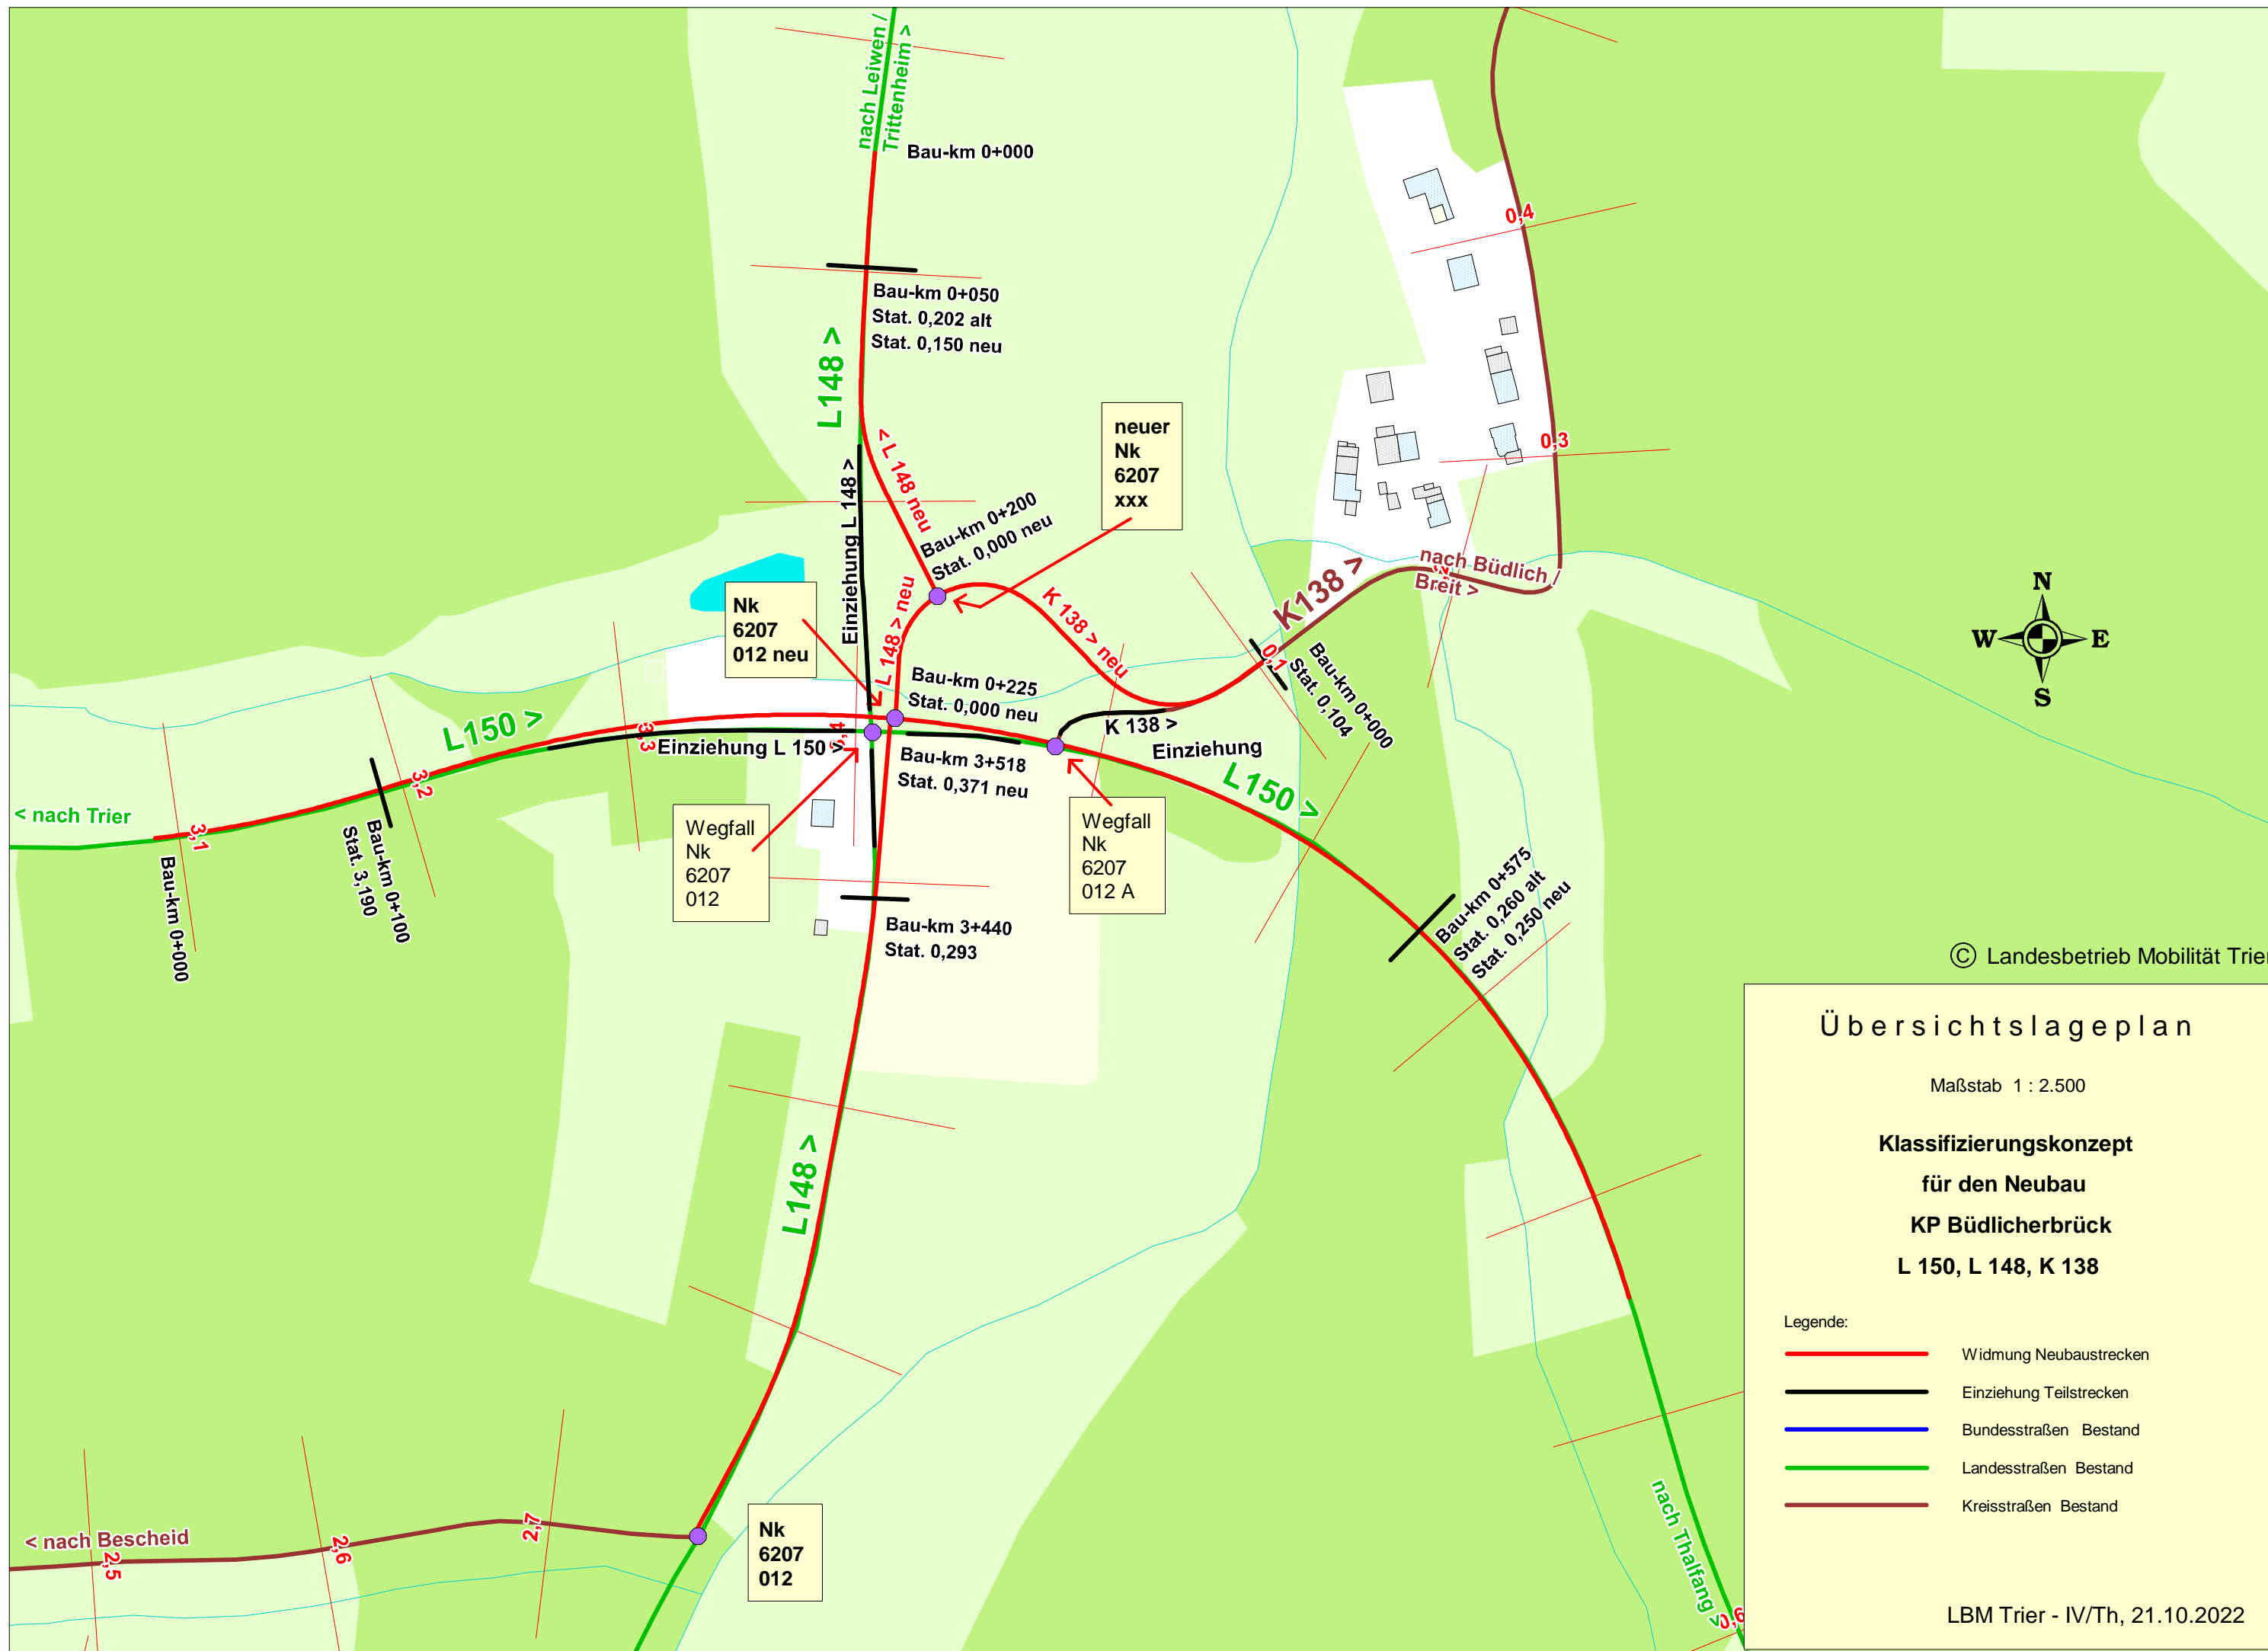 nach Leiwen /
Trittenheim >
Bau-km 0+000
Bau-km 0+050
Stat. 0,202 alt
Stat. 0,150 neu
L148 >
< L 148 neu
Einziehung L 148 >
Bau-km 0+200
Stat. 0,000 neu
neuer
Nk
6207
xxx
0,4
0,3
nach Büdlich /
Breit >
K138 >
K 138 > neu
0,1
Bau-km 0+000
Stat. 0,104
N
W
E
S
Nk
6207
012 neu
L 148 > neu
Bau-km 0+225
Stat. 0,000 neu
K 138 >
Einziehung
L150 >
3,3
Einziehung L 150 >
Bau-km 3+518
Stat. 0,371 neu
L150 >
3,2
< nach Trier
3,1
Bau-km 0+000
Bau-km 0+100
Stat. 3,190
Wegfall
Nk
6207
012
Wegfall
Nk
6207
012 A
Bau-km 3+440
Stat. 0,293
Bau-km 0+575
Stat. 0,260 alt
Stat. 0,250 neu
L148 >
< nach Bescheid
2,5
2,6
2,7
Nk
6207
012
nach Thalfang >
0,6
© Landesbetrieb Mobilität Trier
Übersichtslageplan
Maßstab 1 : 2.500
Klassifizierungskonzept
für den Neubau
KP Büdlicherbrück
L 150, L 148, K 138
Legende:
Widmung Neubaustrecken
Einziehung Teilstrecken
Bundesstraßen Bestand
Landesstraßen Bestand
Kreisstraßen Bestand
LBM Trier - IV/Th, 21.10.2022